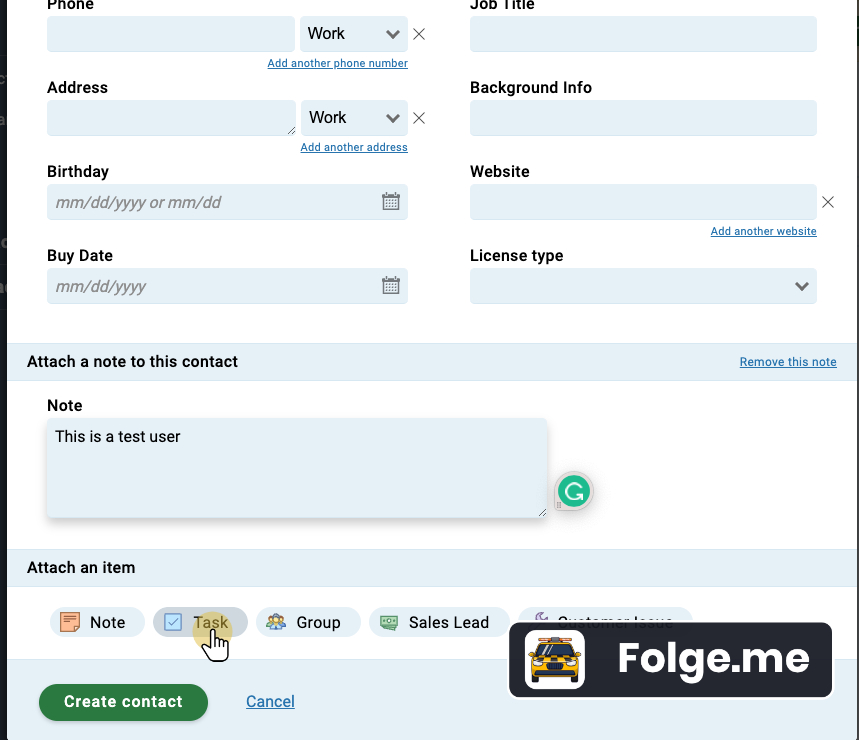 Phone
Job Title
Work
Add another phone number
Address
Background Info
Work
Add another address
Birthday
Website
mm/dd/yyyy or mm/dd
Add another website
Buy Date
License type
mm/dd/yyyy
Attach a note to this contact
Remove this note
Note
This is a test user
Attach an item
Note
Task
Group
Sales Lead
Customer Issue
Folge.me
Create contact
Cancel